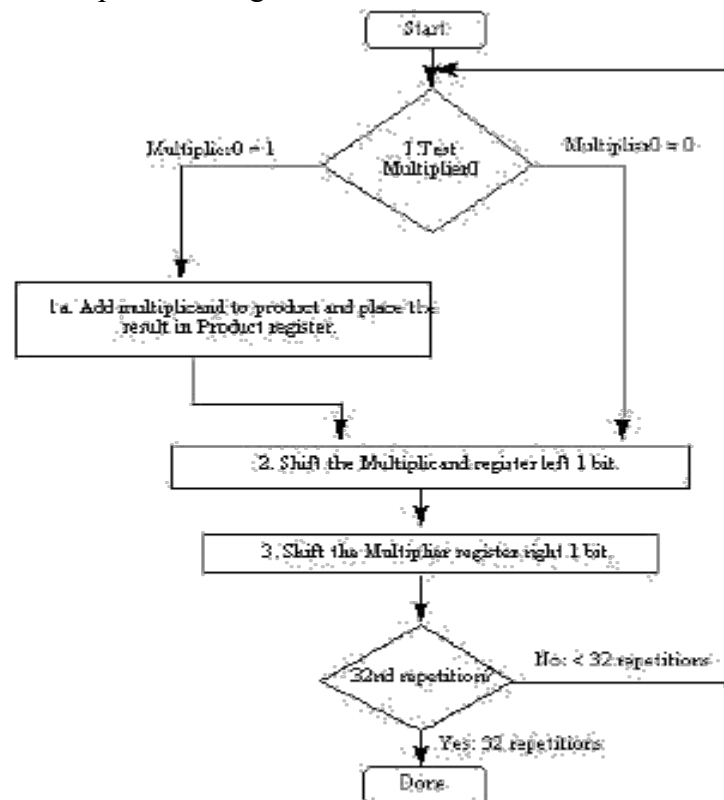 Start
Multiplier0 = 1
1.Test
Multiplier0
Multiplier0 = 0
1a. Add multiplicand to product and place the
result in Product register.
2. Shift the Multiplicand register left 1 bit.
3. Shift the Multiplier register right 1 bit.
32nd repetition?
No: < 32 repetitions
Yes: 32 repetitions
Done